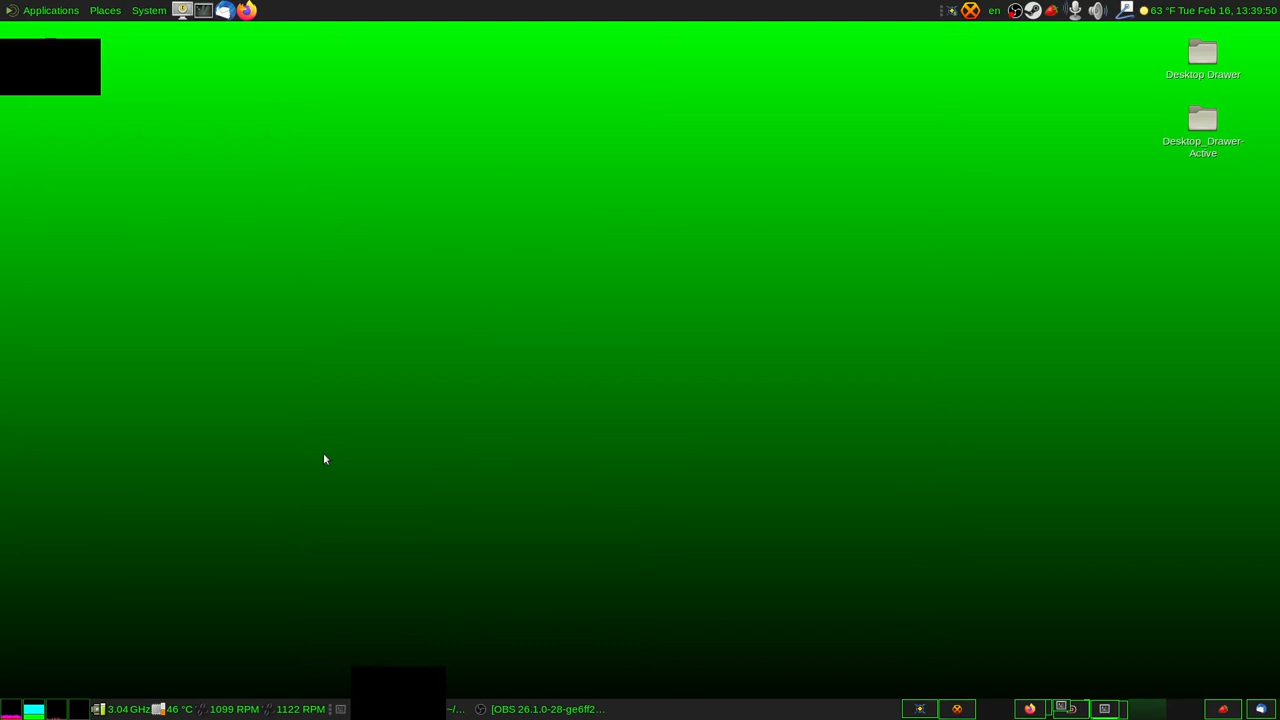 Applications Places System
en
63 °F Tue Feb 16, 13:39:50
Desktop Drawer
Desktop_Drawer-
Active
3.04 GHz 46 °C 1099 RPM 1122 RPM ~/... [OBS 26.1.0-28-ge6ff2...